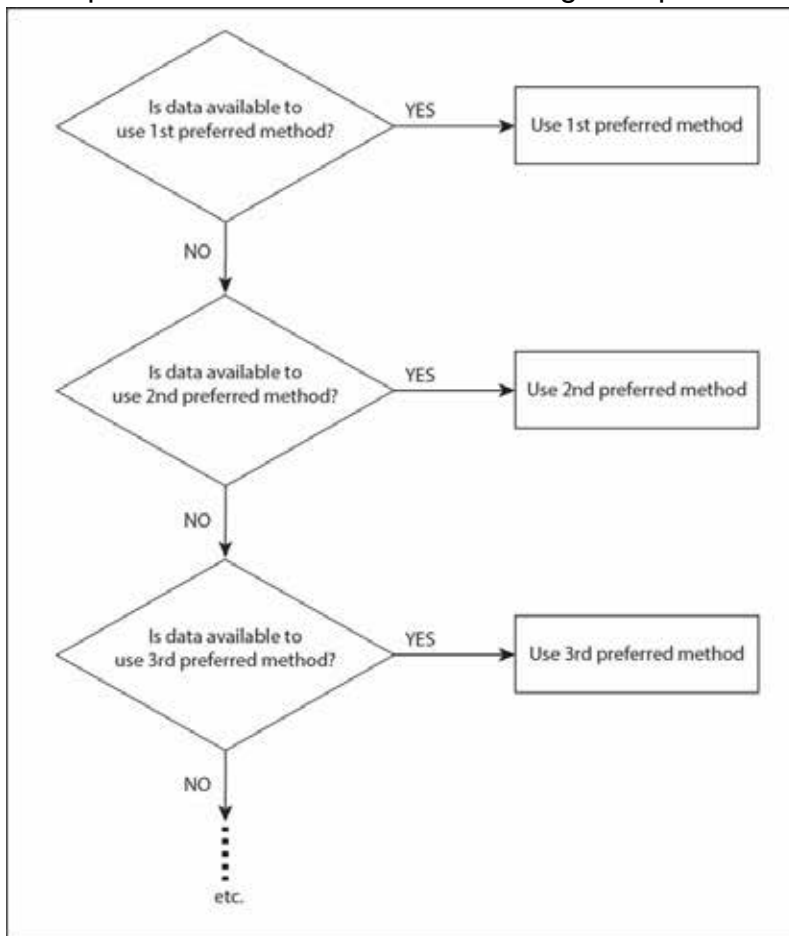 Is data available to
use 1st preferred method?
YES
Use 1st preferred method
NO
Is data available to
use 2nd preferred method?
YES
Use 2nd preferred method
NO
Is data available to
use 3rd preferred method?
YES
Use 3rd preferred method
NO
etc.